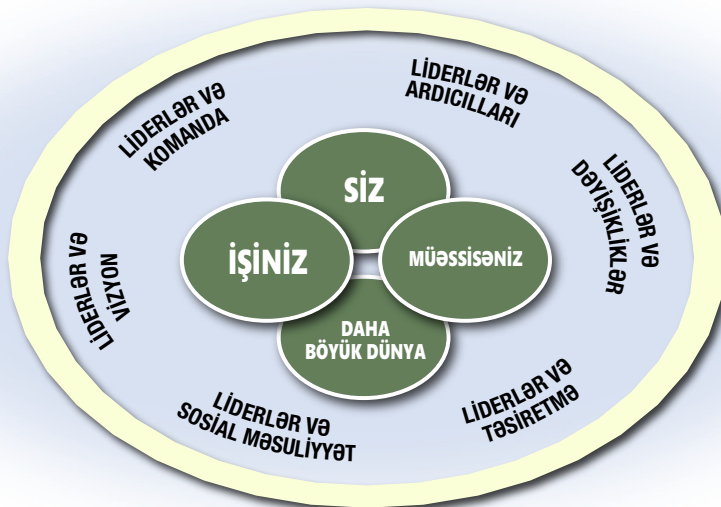 LİDERLƏR VƏ
KOMANDA
LİDERLƏR VƏ
ARDICILLARI
LİDERLƏR VƏ
DƏYİŞİKLİKLƏR
SİZ
İŞİNİZ
MÜƏSSİSƏNİZ
DAHA
BÖYÜK DÜNYA
LİDERLƏR VƏ
VİZYON
LİDERLƏR VƏ
SOSİAL MƏSULİYYƏT
LİDERLƏR VƏ
TƏSİRETMƏ